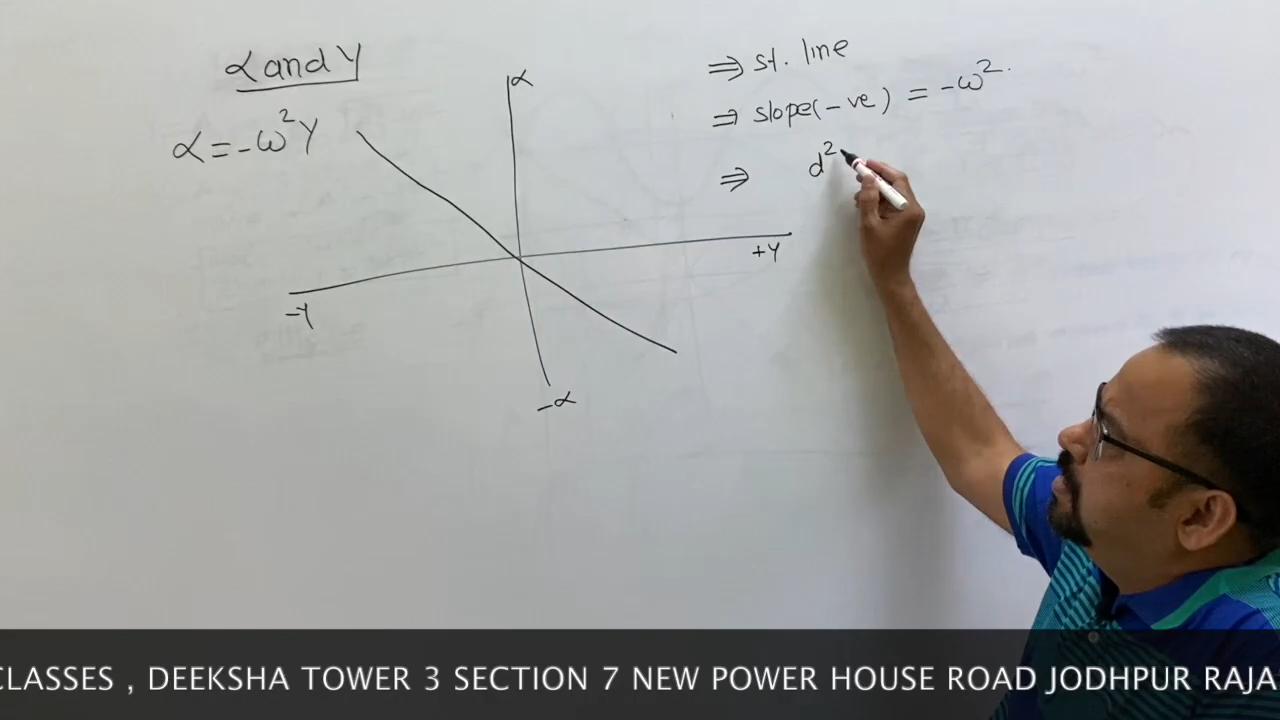 α and Y
α = -ω²Y
α
-Y
+Y
-α
⇒ st. line
⇒ slope(-ve) = -ω².
⇒ d²
CLASSES , DEEKSHA TOWER 3 SECTION 7 NEW POWER HOUSE ROAD JODHPUR RAJA